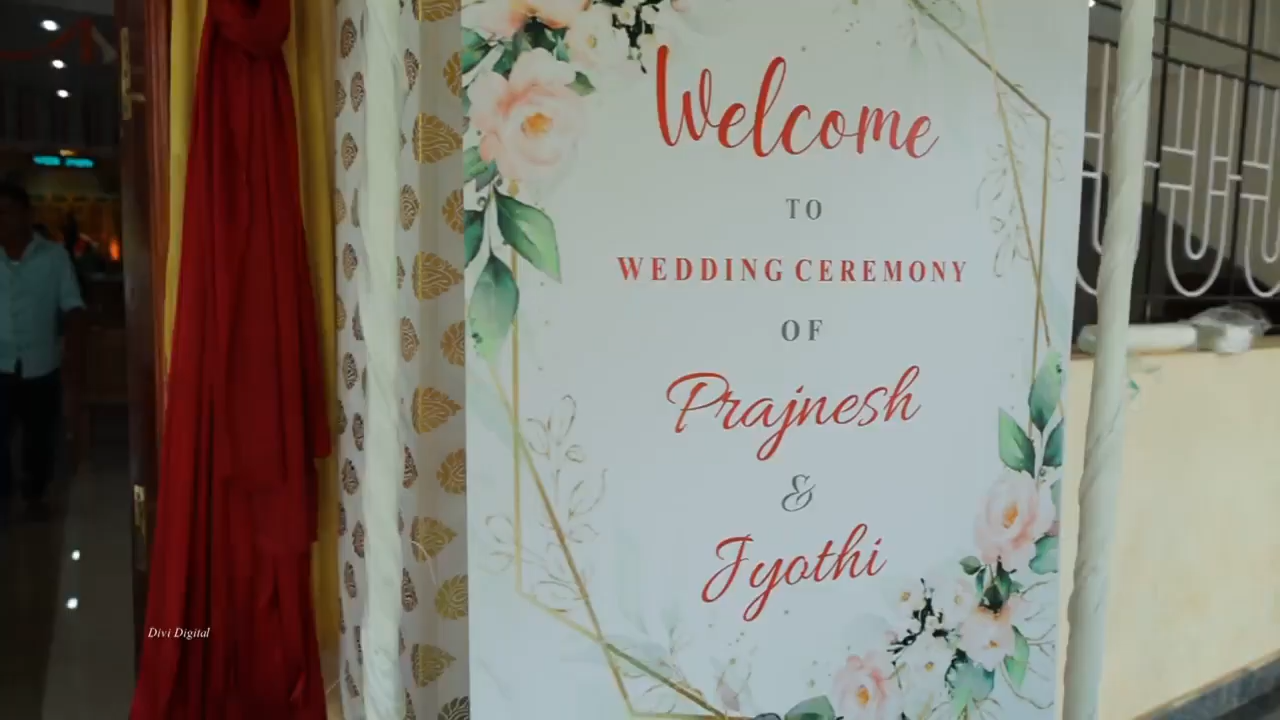 Welcome
TO
WEDDING CEREMONY
OF
Prajnesh
&
Jyothi
Divi Digital